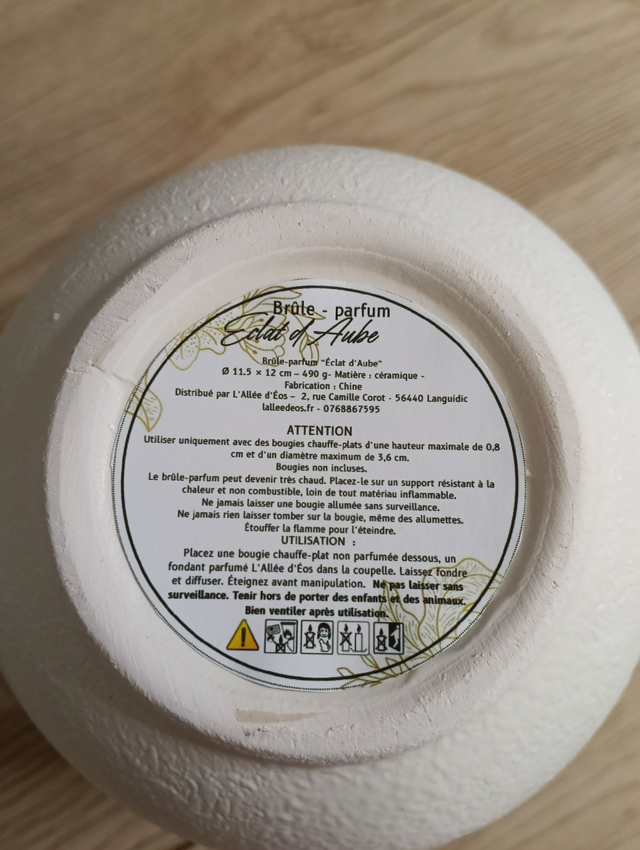 Brûle - parfum
Éclat d'Aube
Brûle-parfum "Éclat d'Aube"
Ø 11.5 × 12 cm – 490 g- Matière : céramique -
Fabrication : Chine
Distribué par L'Allée d'Éos – 2, rue Camille Corot - 56440 Languidic
lalleedeos.fr - 0768867595
ATTENTION
Utiliser uniquement avec des bougies chauffe-plats d'une hauteur maximale de 0,8
cm et d'un diamètre maximum de 3,6 cm.
Bougies non incluses.
Le brûle-parfum peut devenir très chaud. Placez-le sur un support résistant à la
chaleur et non combustible, loin de tout matériau inflammable.
Ne jamais laisser une bougie allumée sans surveillance.
Ne jamais rien laisser tomber sur la bougie, même des allumettes.
Étouffer la flamme pour l'éteindre.
UTILISATION :
Placez une bougie chauffe-plat non parfumée dessous, un
fondant parfumé L'Allée d'Éos dans la coupelle. Laissez fondre
et diffuser. Éteignez avant manipulation. Ne pas laisser sans
surveillance. Tenir hors de porter des enfants et des animaux.
Bien ventiler après utilisation.